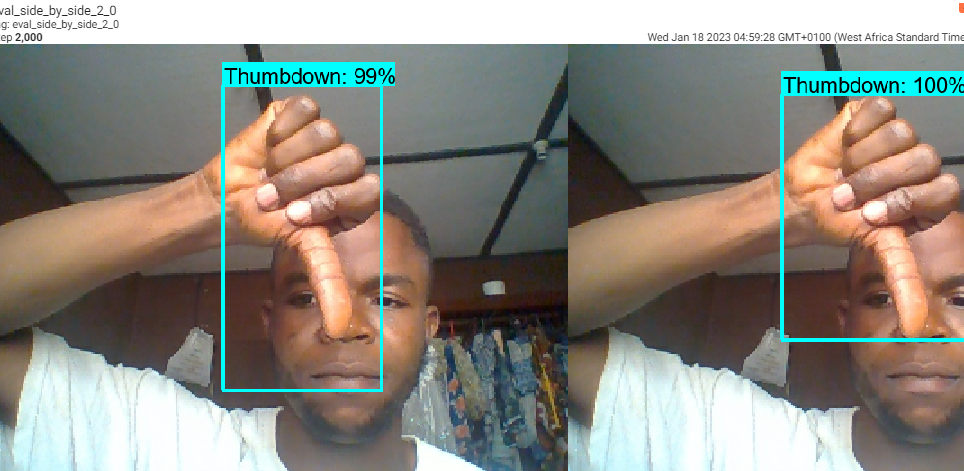 val_side_by_side_2_0
g: eval_side_by_side_2_0
ep 2,000
Wed Jan 18 2023 04:59:28 GMT+0100 (West Africa Standard Time
Thumbdown: 99%
Thumbdown: 100%